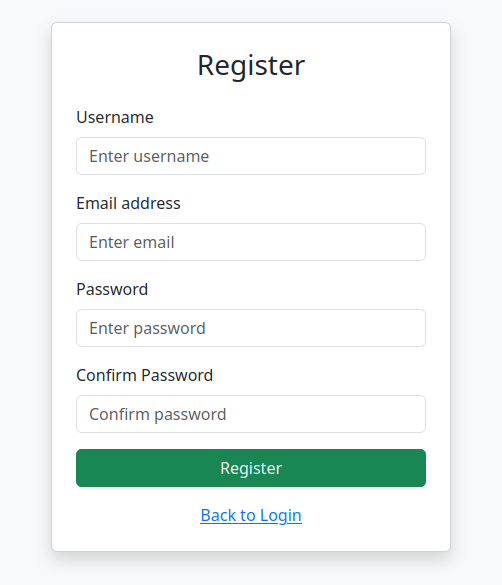 Register
Username
Enter username
Email address
Enter email
Password
Enter password
Confirm Password
Confirm password
Register
Back to Login